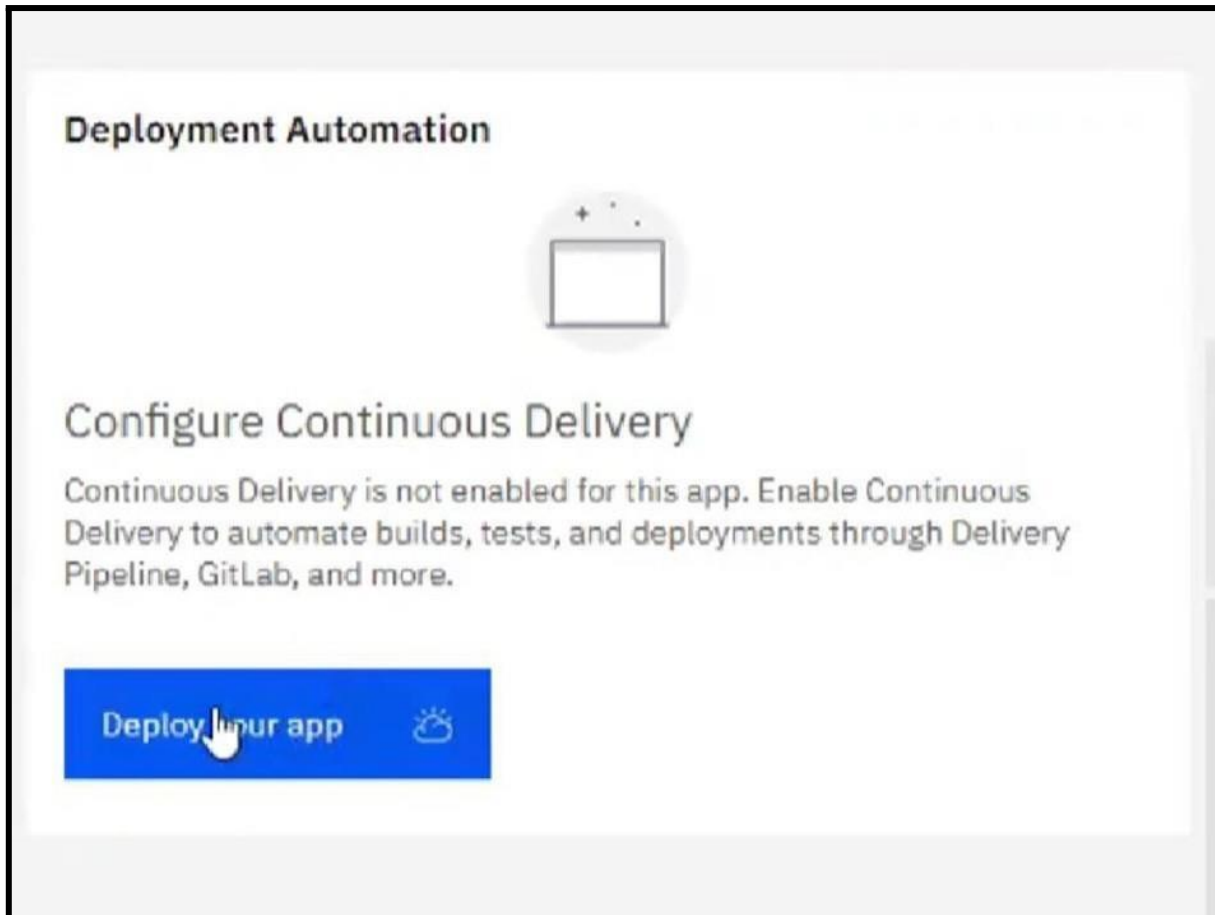 Deployment Automation
Configure Continuous Delivery
Continuous Delivery is not enabled for this app. Enable Continuous
Delivery to automate builds, tests, and deployments through Delivery
Pipeline, GitLab, and more.
Deploy your app